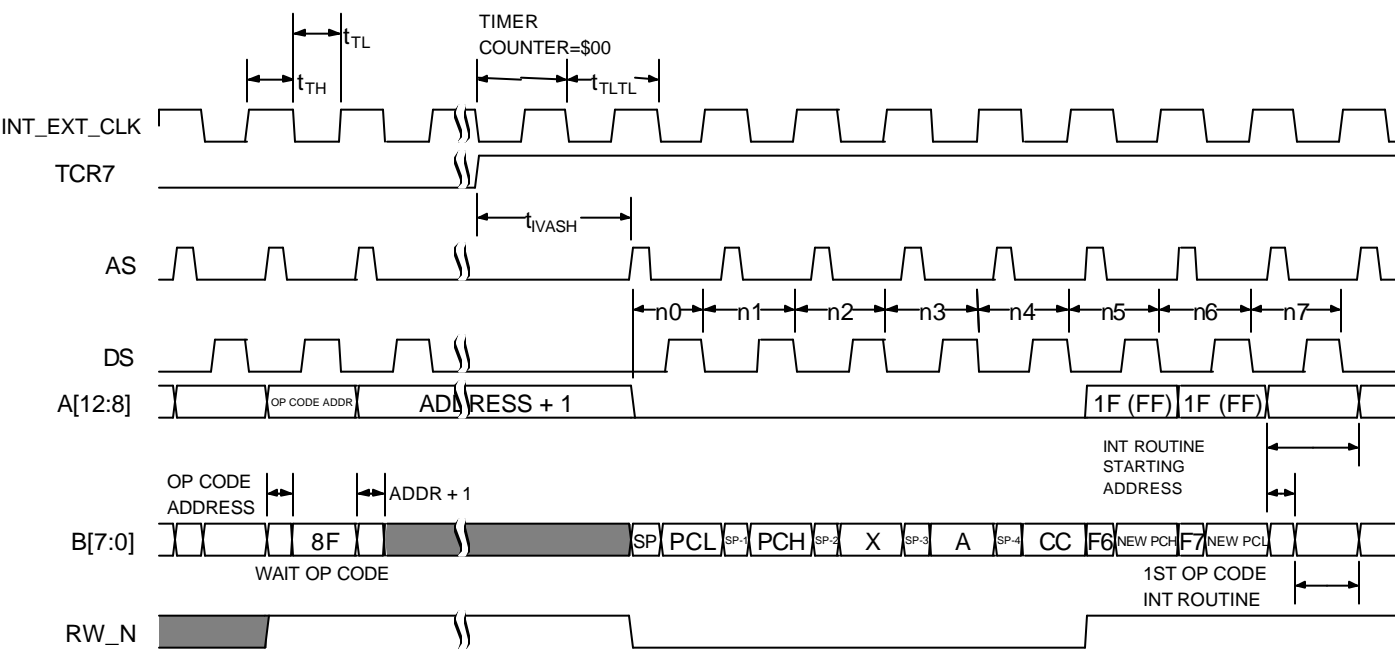 TIMER
COUNTER=$00
tTL
tTH
tTLTL
INT_EXT_CLK
TCR7
tIVASH
AS
n0 n1 n2 n3 n4 n5 n6 n7
DS
A[12:8] OP CODE ADDR ADDRESS + 1 1F (FF) 1F (FF)
INT ROUTINE
STARTING
ADDRESS
OP CODE
ADDRESS
ADDR + 1
B[7:0] 8F SP PCL SP-1 PCH SP-2 X SP-3 A SP-4 CC F6 NEW PCH F7 NEW PCL
WAIT OP CODE
1ST OP CODE
INT ROUTINE
RW_N